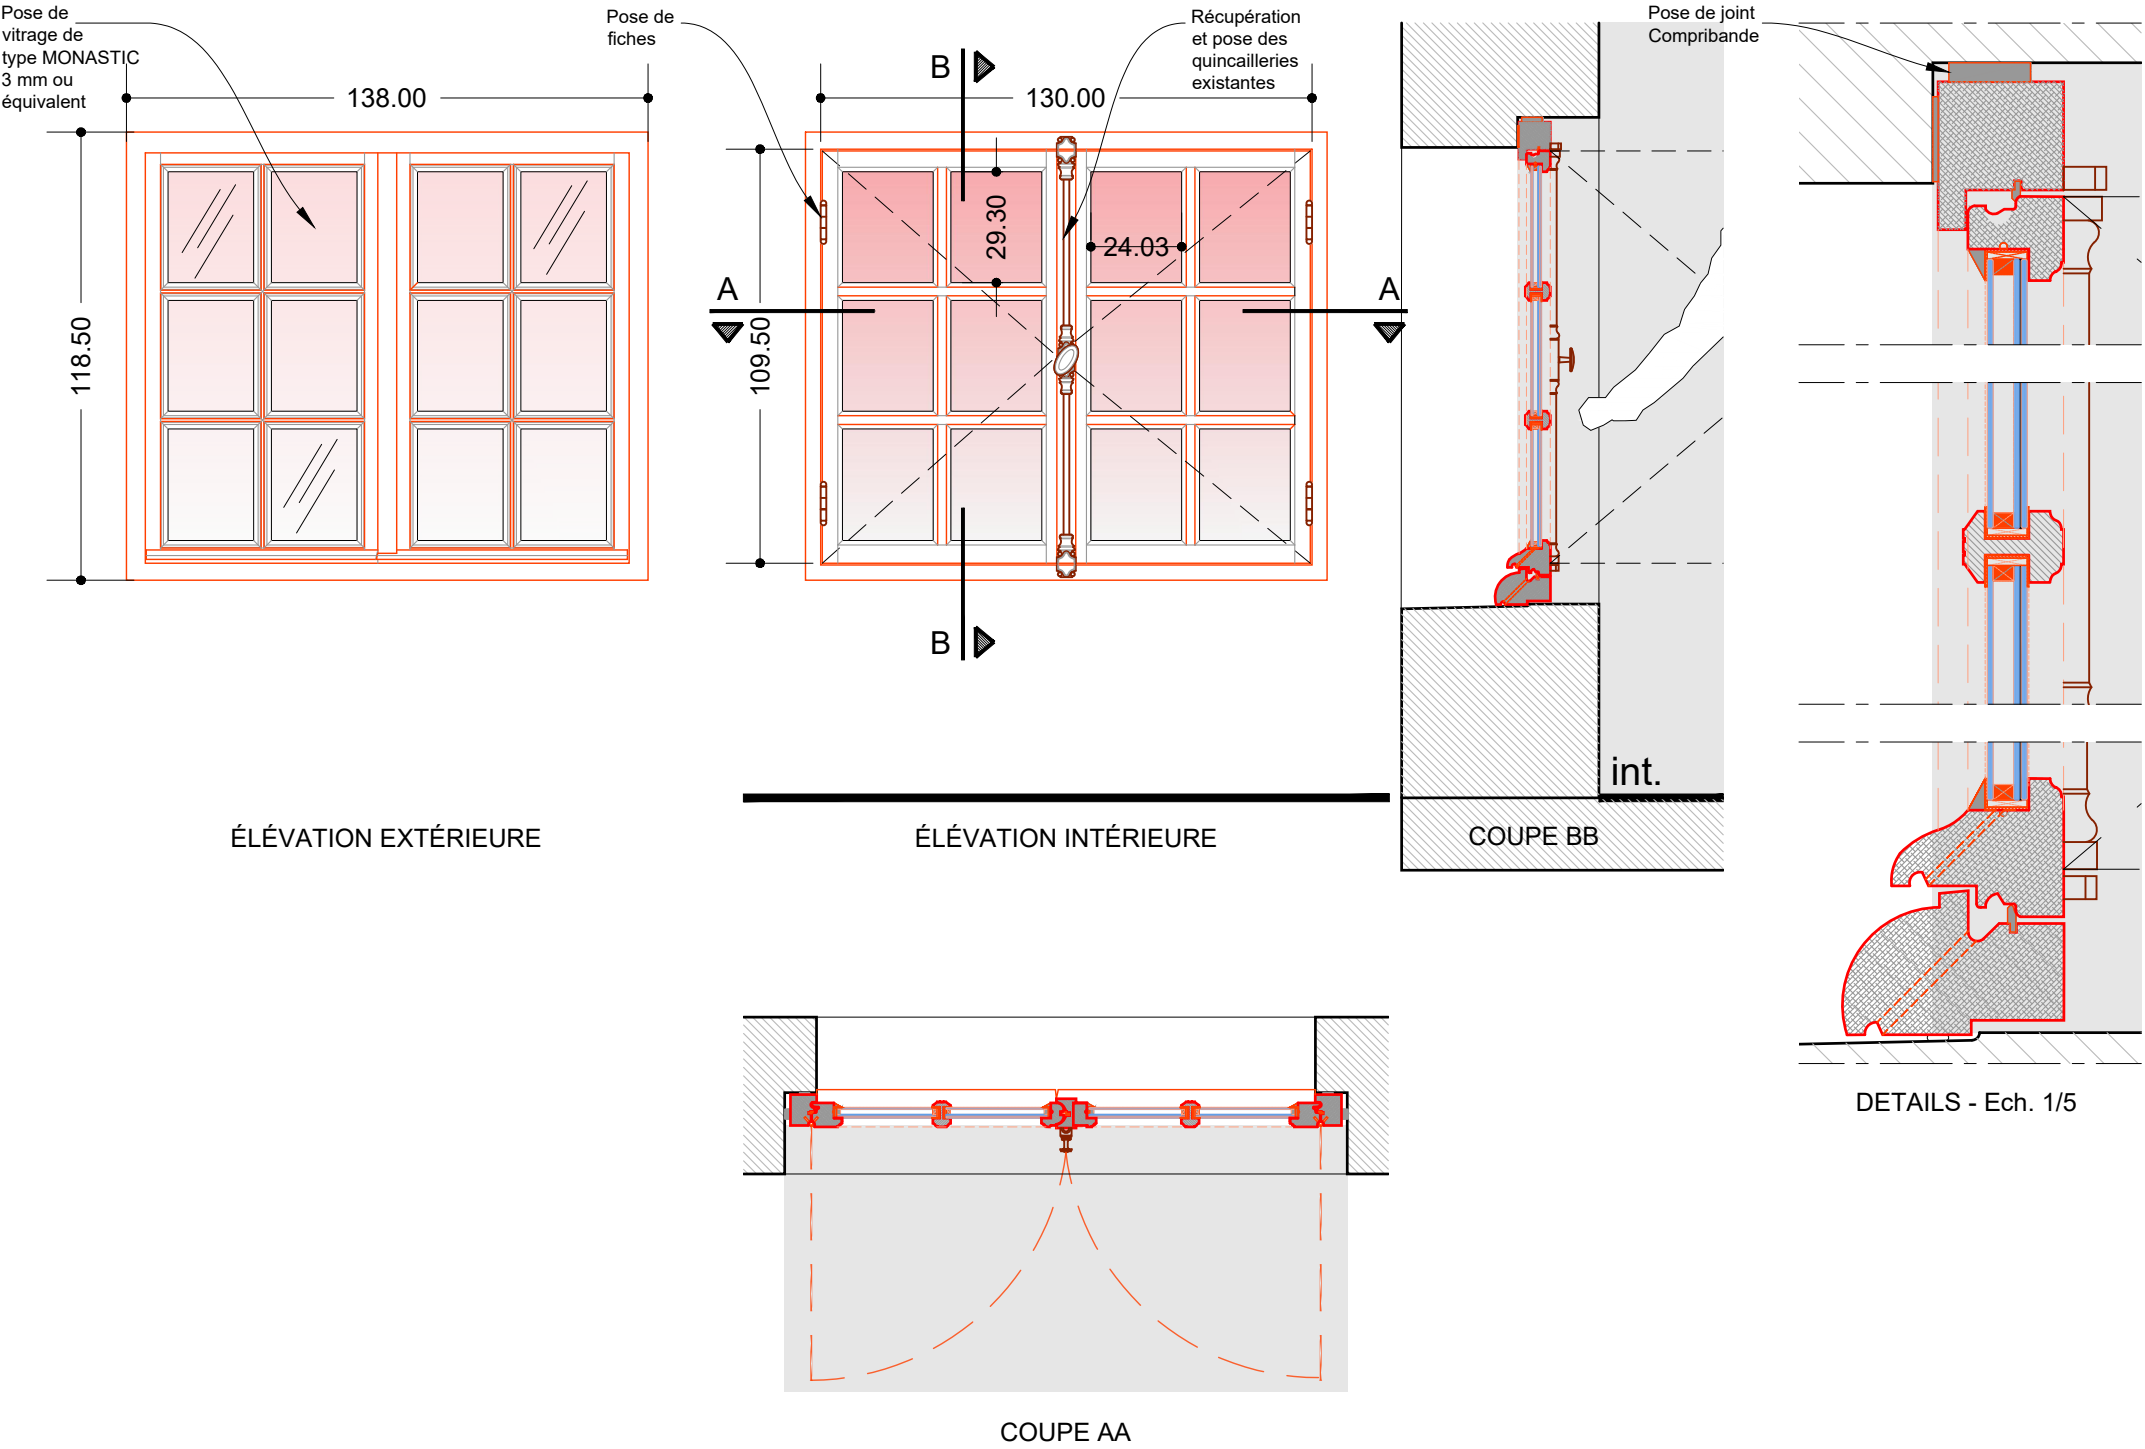 Pose de
vitrage de
type MONASTIC
3 mm ou
équivalent
138.00
118.50
Pose de
fiches
Récupération
et pose des
quincailleries
existantes
B
130.00
29.30
24.03
A
A
109.50
B
Pose de joint
Compribande
int.
ÉLÉVATION EXTÉRIEURE
ÉLÉVATION INTÉRIEURE
COUPE BB
DETAILS - Ech. 1/5
COUPE AA